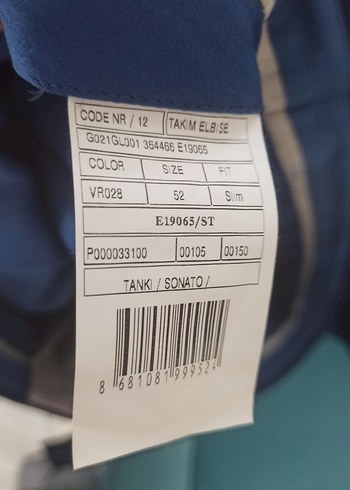 CODE NR / 12 TAKIM ELBISE
G021GL001 364466 E19065
COLOR SIZE FIT
VR028 52 Slim
E19065/ST
P000033100 00105 00150
TANKI / SONATO /
8 681081 999524